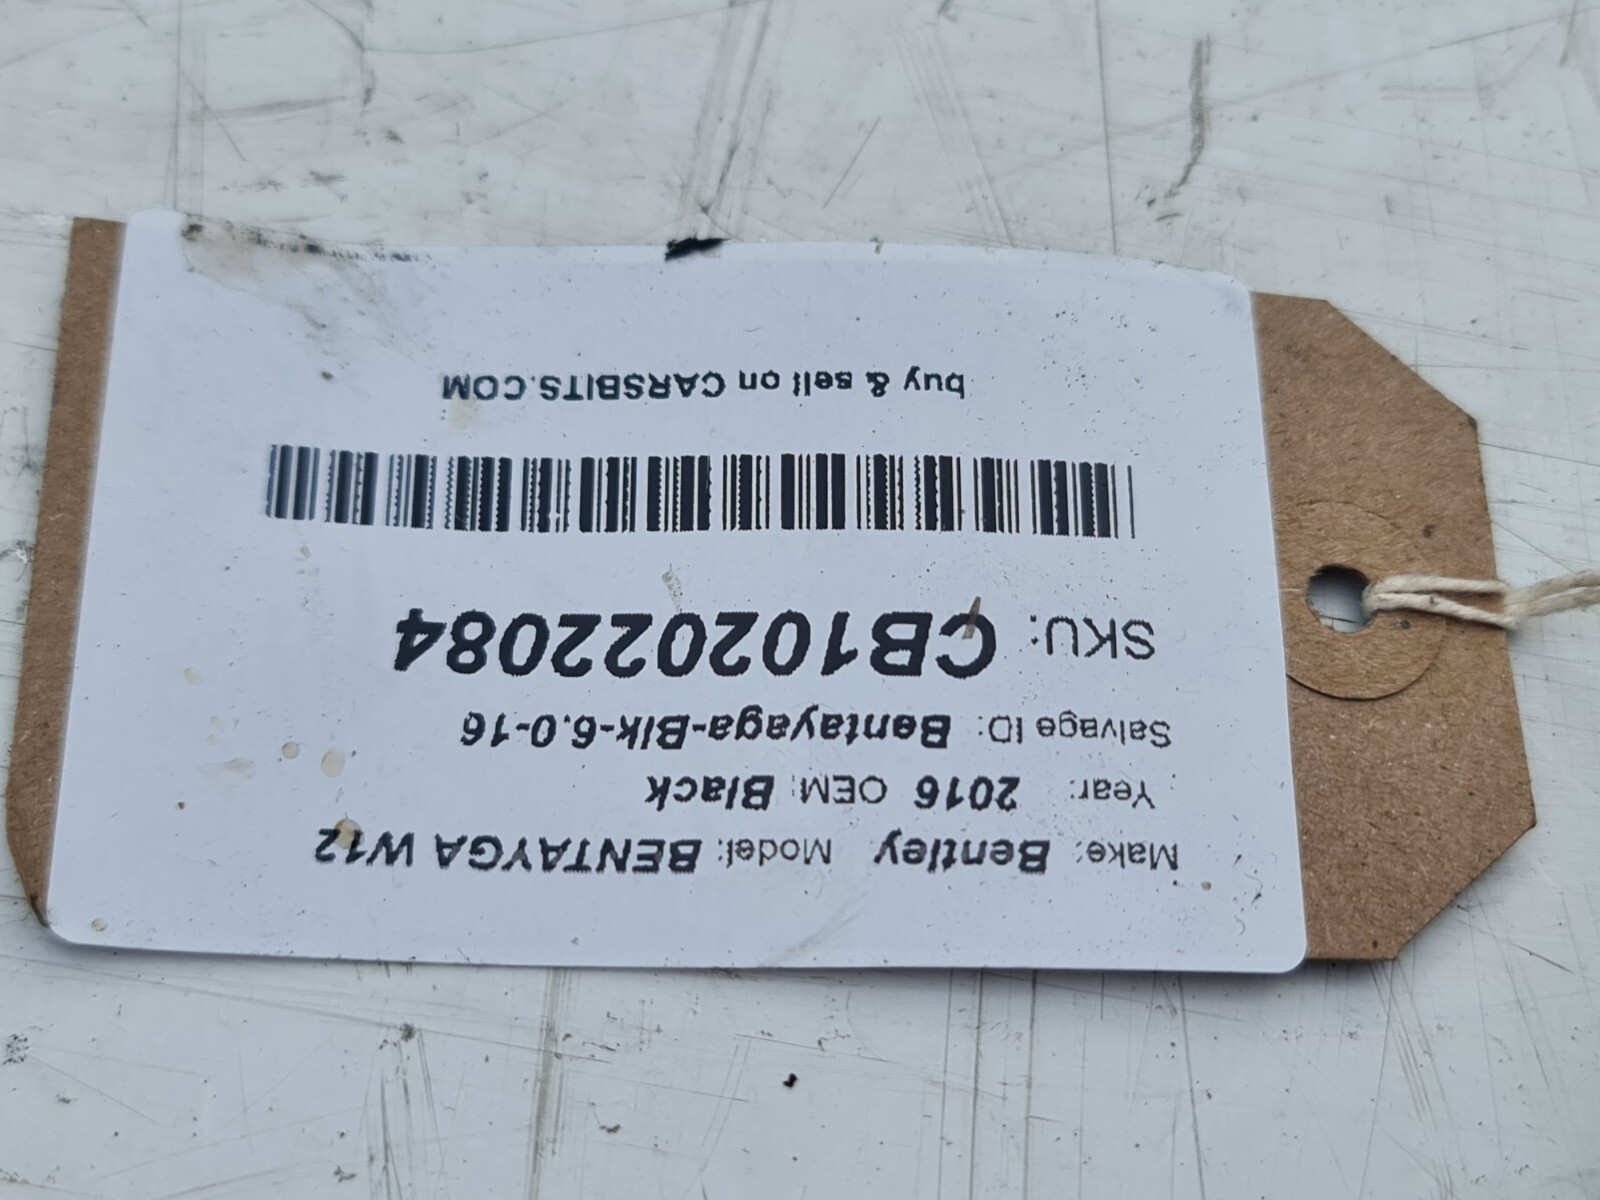 Make: Bentley Model: BENTAYGA W12
Year: 2016 OEM: Black
Salvage ID: Bentayaga-Blk-6.0-16
SKU: CB102022084
buy & sell on CARSBITS.COM